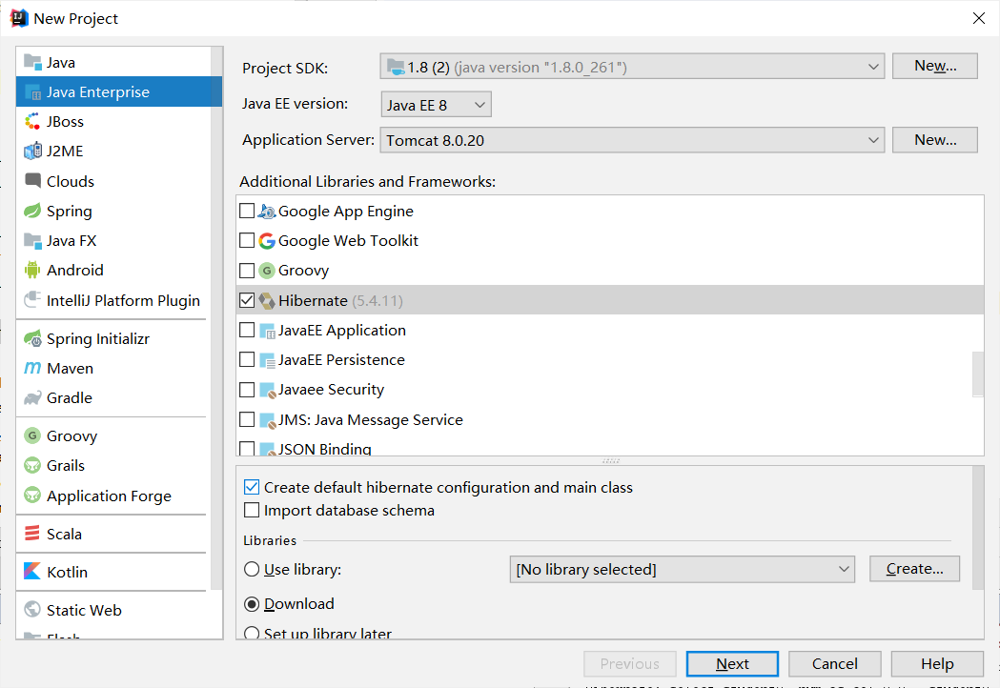 New Project
Java
Java Enterprise
JBoss
J2ME
Clouds
Spring
Java FX
Android
IntelliJ Platform Plugin
Spring Initializr
Maven
Gradle
Groovy
Grails
Application Forge
Scala
Kotlin
Static Web
Flash
Project SDK: 1.8 (2) (java version "1.8.0_261") New...
Java EE version: Java EE 8
Application Server: Tomcat 8.0.20 New...
Additional Libraries and Frameworks:
Google App Engine
Google Web Toolkit
Groovy
Hibernate (5.4.11)
JavaEE Application
JavaEE Persistence
Javaee Security
JMS: Java Message Service
JSON Binding
Create default hibernate configuration and main class
Import database schema
Libraries
Use library: [No library selected] Create...
Download
Set up library later
Previous Next Cancel Help